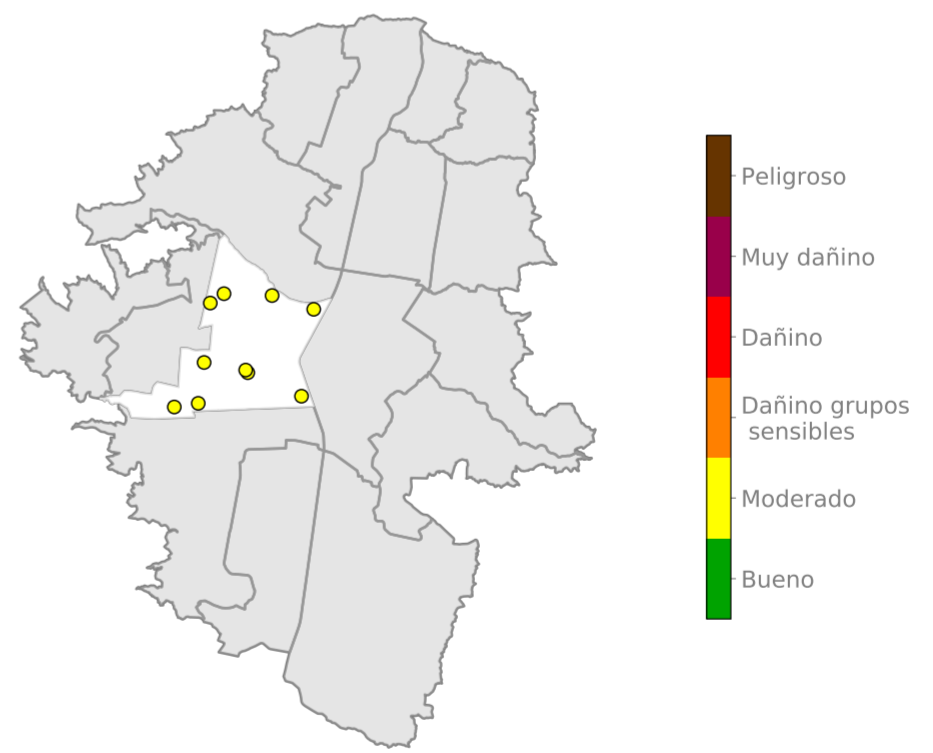 Peligroso
Muy dañino
Dañino
Dañino grupos
sensibles
Moderado
Bueno